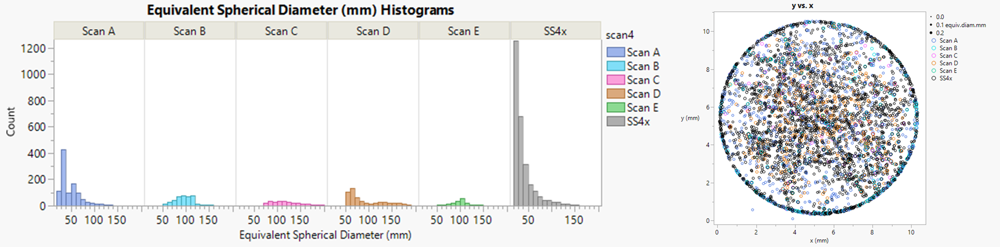 Equivalent Spherical Diameter (mm) Histograms
Scan A Scan B Scan C Scan D Scan E SS4x
Count
1200
1000
800
600
400
200
0
50 100 150 50 100 150 50 100 150 50 100 150 50 100 150 50 150
Equivalent Spherical Diameter (mm)
scan4
Scan A
Scan B
Scan C
Scan D
Scan E
SS4x
y vs. x
y (mm)
10
8
6
4
2
0
0 2 4 6 8 10
x (mm)
0.0
0.1 equiv.diam.mm
0.2
Scan A
Scan B
Scan C
Scan D
Scan E
SS4x